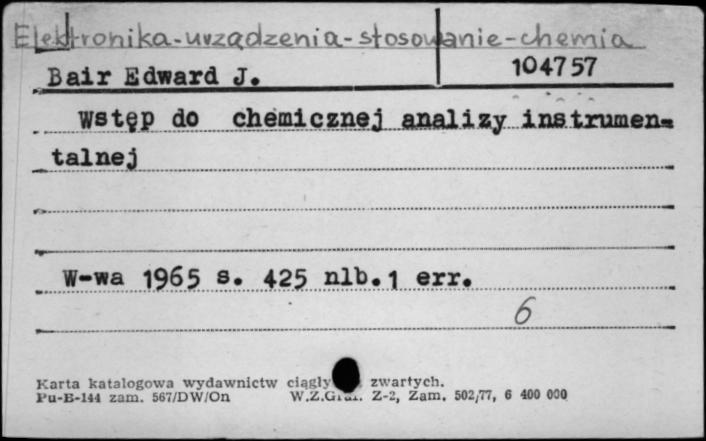 Elektronika-urządzenia-stosowanie-chemia
Bair Edward J.
104757
Wstęp do chemicznej analizy instrumen=
talnej
W-wa 1965 s. 425 nlb.1 err.
6
Karta katalogowa wydawnictw zwartych.
Pu-B-144 zam. 567/DW/On W.Z.Graf. Z-2, Zam. 502/77, 6 400 000